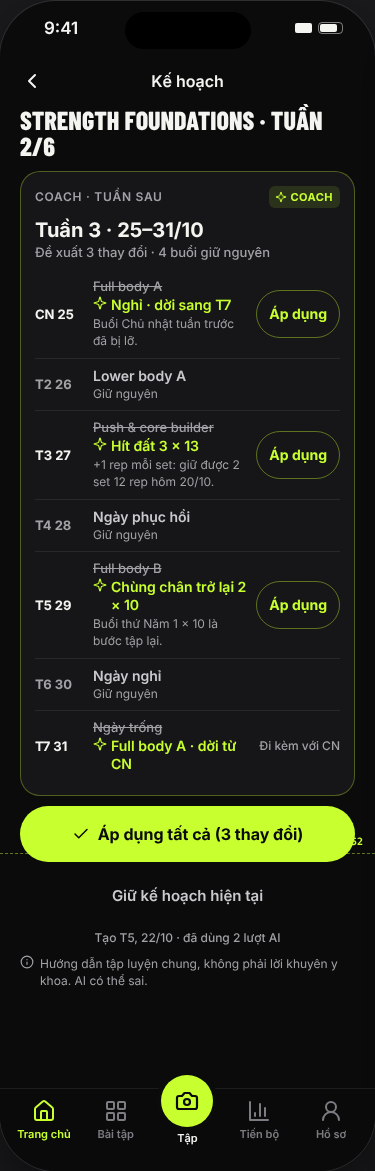 9:41
Kế hoạch
STRENGTH FOUNDATIONS · TUẦN
2/6
COACH · TUẦN SAU
COACH
Tuần 3 · 25–31/10
Đề xuất 3 thay đổi · 4 buổi giữ nguyên
CN 25
Full body A
Nghỉ · dời sang T7
Buổi Chủ nhật tuần trước
đã bị lỡ.
Áp dụng
T2 26
Lower body A
Giữ nguyên
T3 27
Push & core builder
Hít đất 3 × 13
+1 rep mỗi set: giữ được 2
set 12 rep hôm 20/10.
Áp dụng
T4 28
Ngày phục hồi
Giữ nguyên
T5 29
Full body B
Chùng chân trở lại 2
× 10
Buổi thứ Năm 1 × 10 là
bước tập lại.
Áp dụng
T6 30
Ngày nghỉ
Giữ nguyên
T7 31
Ngày trống
Full body A · dời từ
CN
Đi kèm với CN
Áp dụng tất cả (3 thay đổi)
Giữ kế hoạch hiện tại
Tạo T5, 22/10 · đã dùng 2 lượt AI
Hướng dẫn tập luyện chung, không phải lời khuyên y
khoa. AI có thể sai.
Trang chủ
Bài tập
Tập
Tiến bộ
Hồ sơ